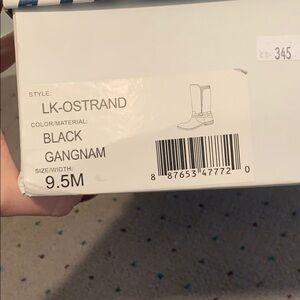 STYLE:
LK-OSTRAND
COLOR/MATERIAL:
BLACK
GANGNAM
SIZE/WIDTH:
9.5M
8 87653 47772 0
345